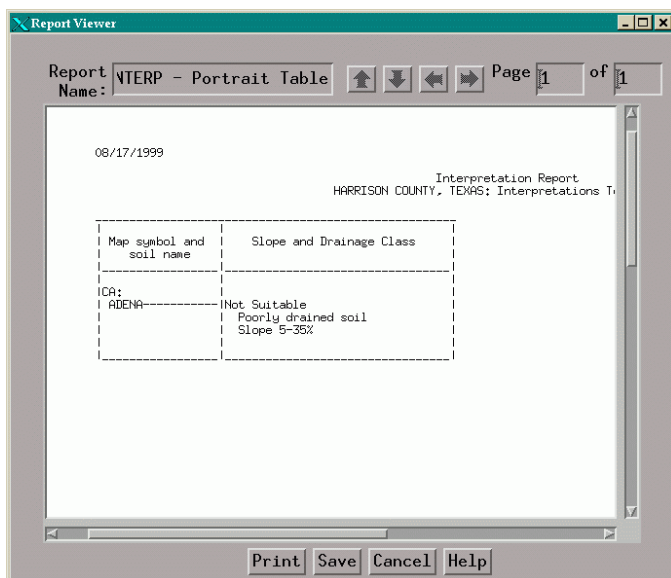 Report Viewer
Report Name: NTERP - Portrait Table Page 1 of 1
08/17/1999
Interpretation Report
HARRISON COUNTY, TEXAS: Interpretations T
Map symbol and soil name | Slope and Drainage Class
CA:
ADENA-----------|Not Suitable
Poorly drained soil
Slope 5-35%
Print Save Cancel Help